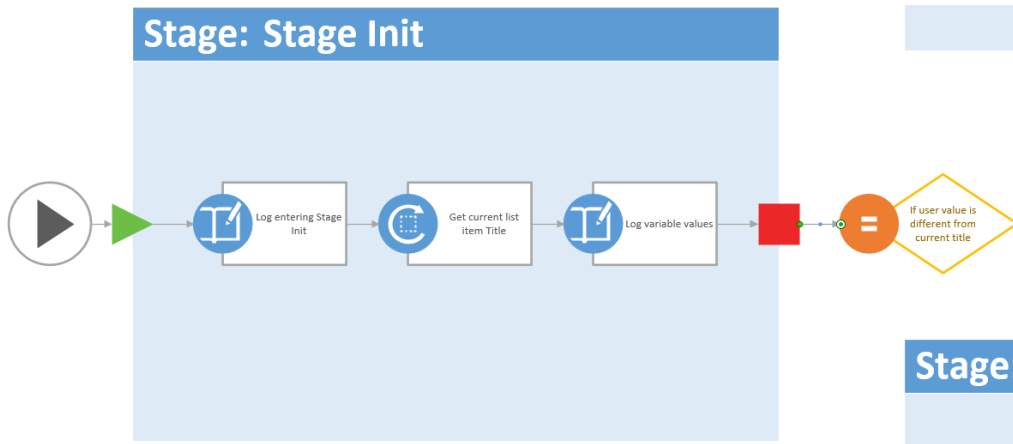 Stage: Stage Init
Log entering Stage
Init
Get current list
item Title
Log variable values
If user value is
different from
current title
Stage